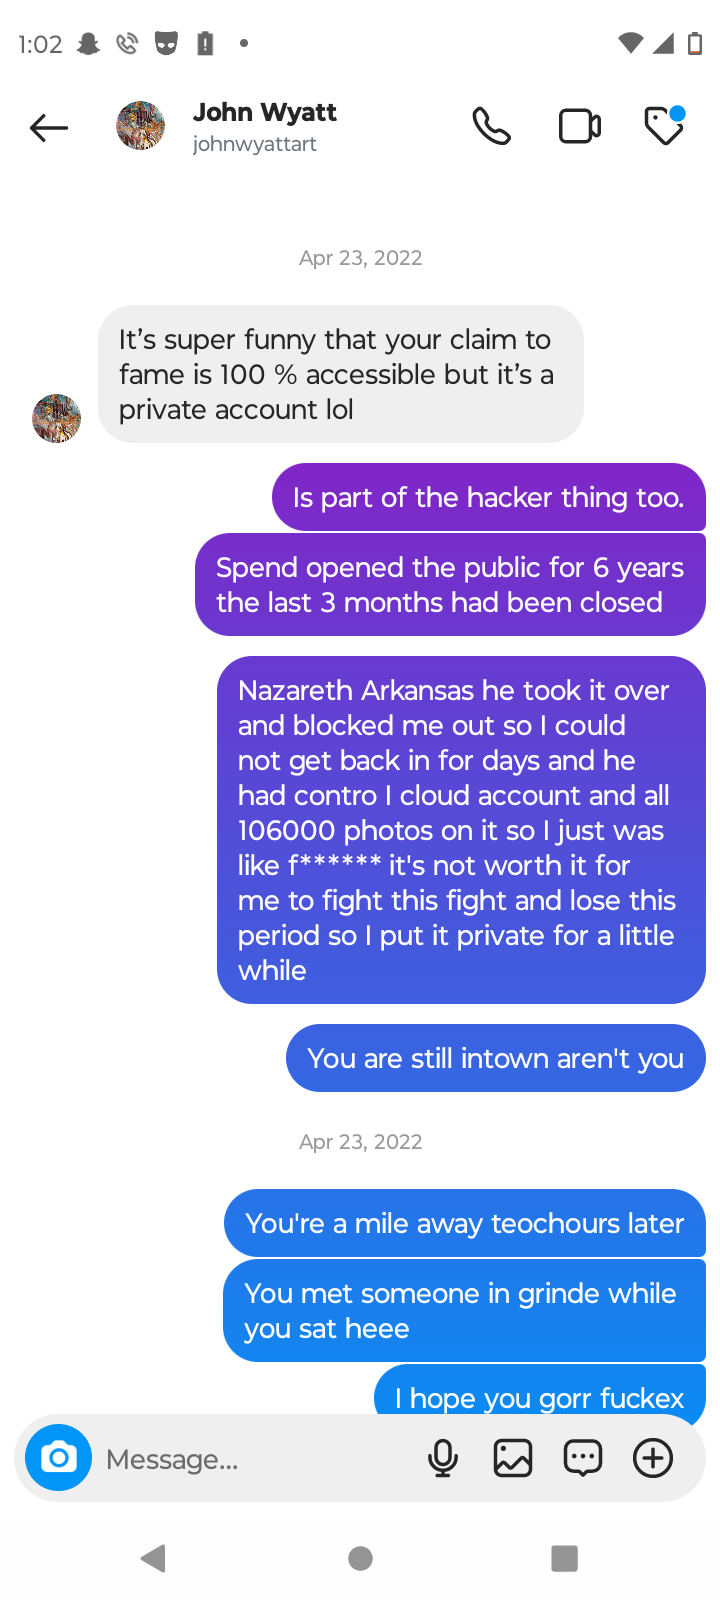 1:02
John Wyatt
johnwyattart
Apr 23, 2022
It's super funny that your claim to
fame is 100 % accessible but it's a
private account lol
Is part of the hacker thing too.
Spend opened the public for 6 years
the last 3 months had been closed
Nazareth Arkansas he took it over
and blocked me out so I could
not get back in for days and he
had contro I cloud account and all
106000 photos on it so I just was
like f****** it's not worth it for
me to fight this fight and lose this
period so I put it private for a little
while
You are still intown aren't you
Apr 23, 2022
You're a mile away teochours later
You met someone in grinde while
you sat heee
I hope you gorr fuckex
Message...